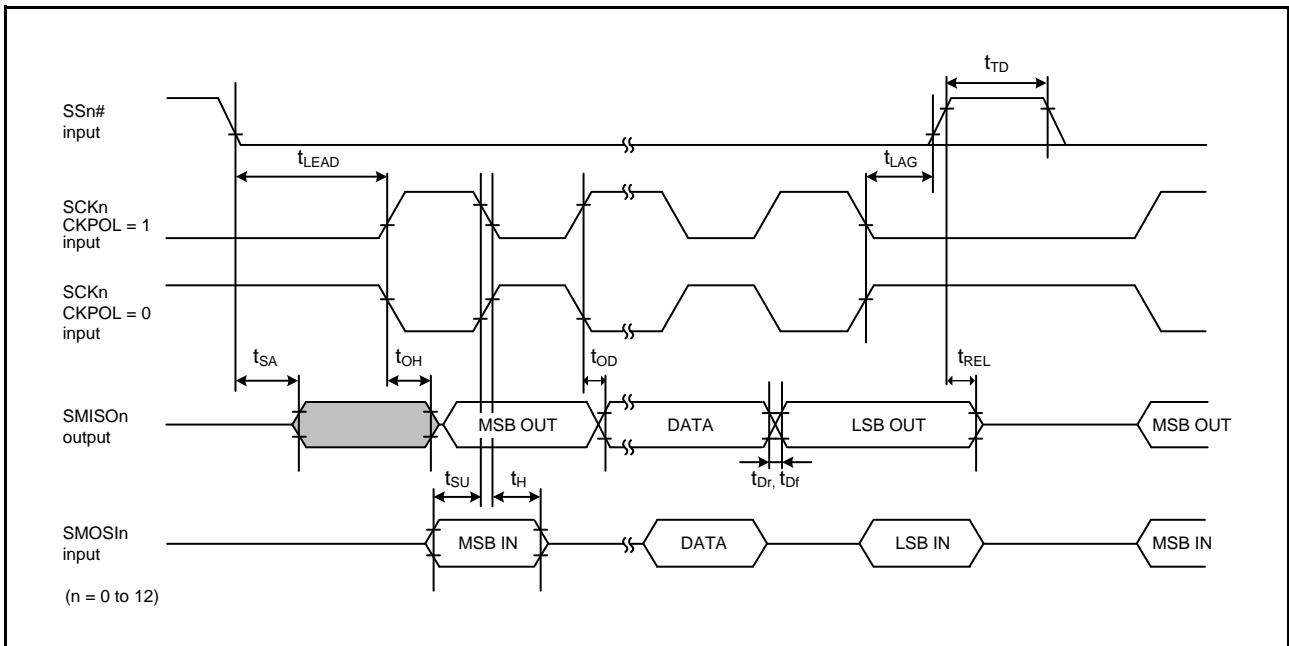 tTD
SSn#
input
tLEAD
tLAG
SCKn
CKPOL = 1
input
SCKn
CKPOL = 0
input
tSA
tOH
tOD
tREL
SMISOn
output
MSB OUT
DATA
LSB OUT
MSB OUT
tSU
tH
tDr, tDf
SMOSIn
input
MSB IN
DATA
LSB IN
MSB IN
(n = 0 to 12)